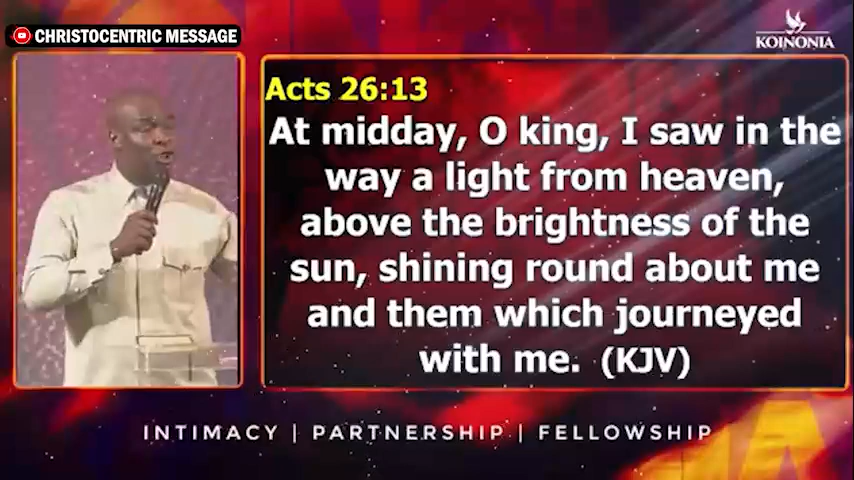 CHRISTOCENTRIC MESSAGE
KOINONIA
Acts 26:13
At midday, O king, I saw in the
way a light from heaven,
above the brightness of the
sun, shining round about me
and them which journeyed
with me. (KJV)
INTIMACY | PARTNERSHIP | FELLOWSHIP